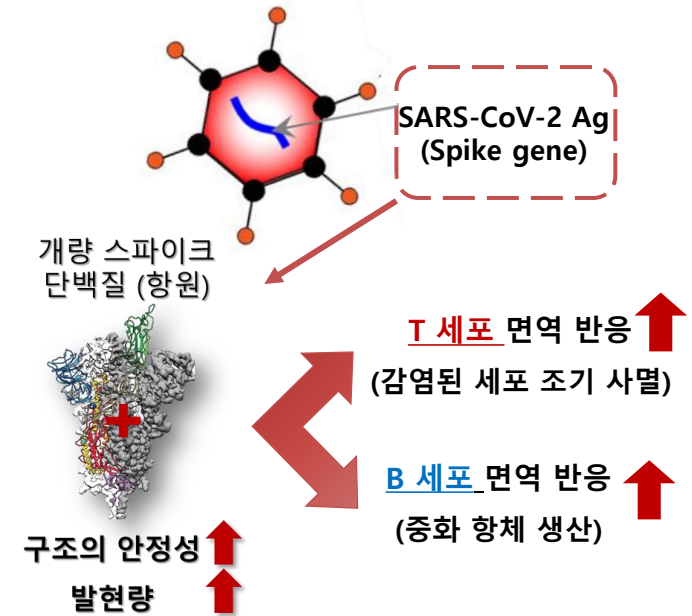 SARS-CoV-2 Ag
(Spike gene)
개량 스파이크
단백질 (항원)
T 세포 면역 반응
(감염된 세포 조기 사멸)
B 세포 면역 반응
(중화 항체 생산)
구조의 안정성
발현량